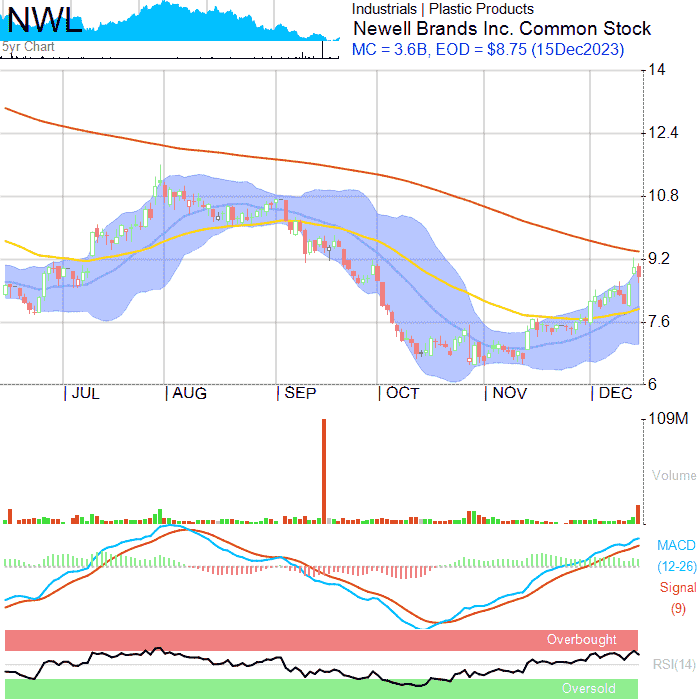 NWL
5yr Chart
Industrials | Plastic Products
Newell Brands Inc. Common Stock
MC = 3.6B, EOD = $8.75 (15Dec2023)
14
12.4
10.8
9.2
7.6
6
| JUL | AUG | SEP | OCT | NOV | DEC
109M
Volume
MACD
(12-26)
Signal
(9)
Overbought
RSI(14)
Oversold